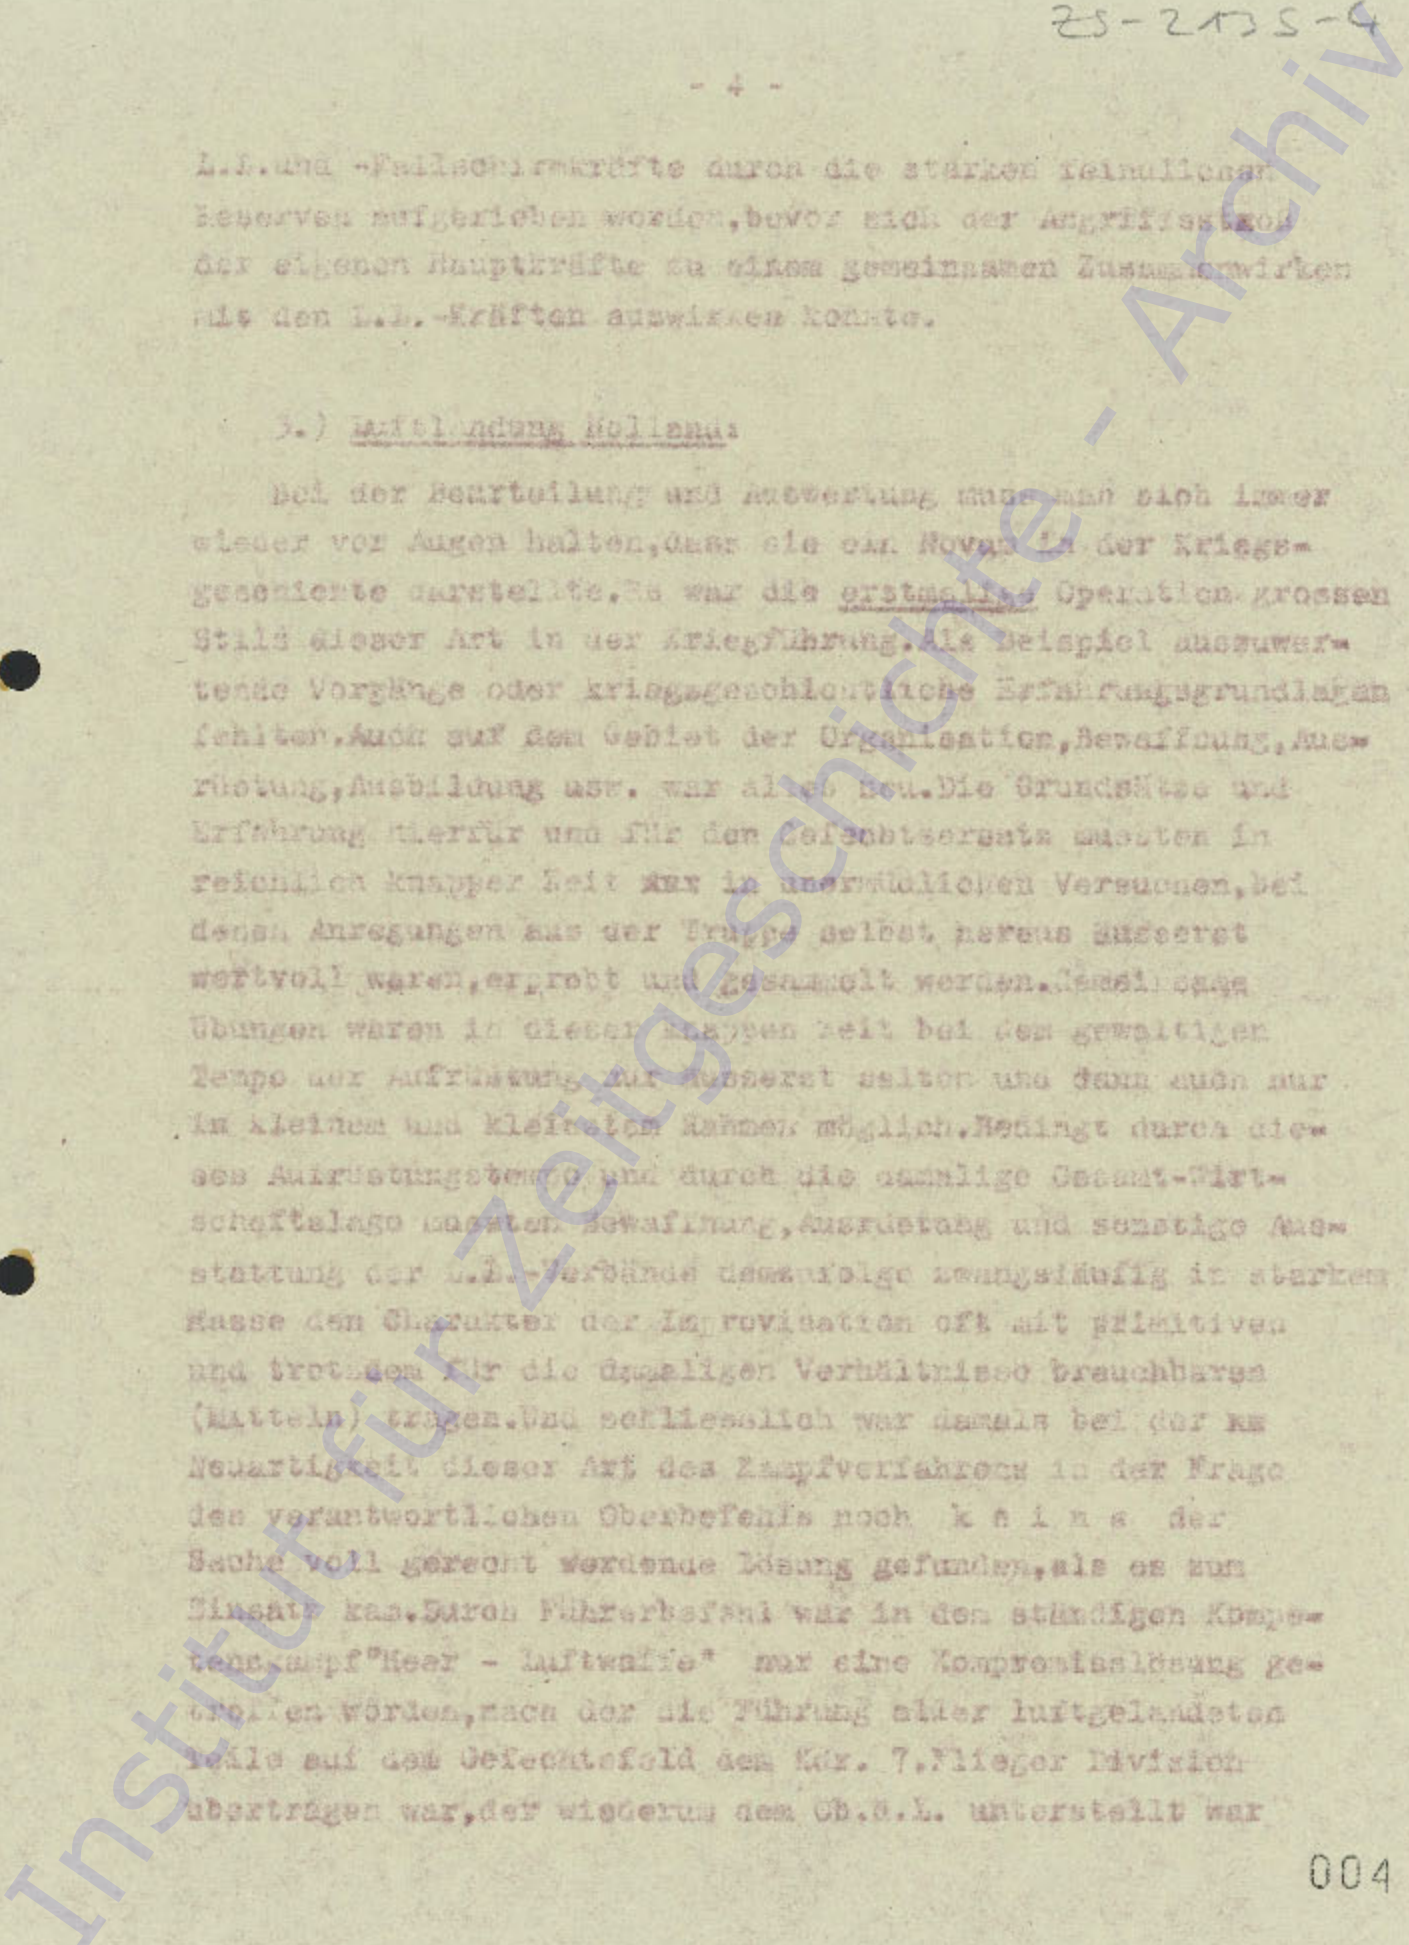 ZS-2135-4
- 4 -
L.L.und -Fallschirmkräfte durch die starken feindlichen
Reserven aufgerieben worden,bevor sich der Angriffsstoß
der eigenen Hauptkräfte zu einem gemeinsamen Zusammenwirken
mit den L.L.-Kräften auswirken konnte.
3.) Luftlandung Holland:
Bei der Beurteilung und Auswertung muss man sich immer
wieder vor Augen halten,dass sie ein Novum in der Kriegs-
geschichte darstellte.Es war die erstmalige Operation grossen
Stils dieser Art in der Kriegführung.Als Beispiel auszuwer-
tende Vorgänge oder kriegsgeschichtliche Erfahrungsgrundlagen
fehlten.Auch auf dem Gebiet der Organisation,Bewaffnung,Aus-
rüstung,Ausbildung usw. war alles neu.Die Grundsätze und
Erfahrung hierfür und für den Gefechtsersatz mussten in
reichlich knapper Zeit nur in unermüdlichen Versuchen,bei
denen Anregungen aus der Truppe selbst heraus äusserst
wertvoll waren,erprobt und gesammelt werden.Gemeinsame
Übungen waren in dieser knappen Zeit bei dem gewaltigen
Tempo der Aufrüstung nur äusserst selten und dann auch nur
im kleinem und kleinstem Rahmen möglich.Bedingt durch die-
ses Aufrüstungstempo und durch die damalige Gesamt-Wirt-
schaftslage mussten Bewaffnung,Ausrüstung und sonstige Aus-
stattung der L.L.-Verbände demzufolge zwangsläufig in starkem
Masse den Charakter der Improvisation oft mit primitiven
und trotzdem für die damaligen Verhältnisse brauchbaren
(Mitteln) tragen.Und schliesslich war damals bei der
Neuartigkeit dieser Art des Kampfverfahrens in der Frage
des verantwortlichen Oberbefehls noch k e i n e der
Sache voll gerecht werdende Lösung gefunden,als es zum
Einsatz kam.Durch Führerbefehl war in dem ständigen Kompe-
tenzkampf"Heer - Luftwaffe" nur eine Kompromisslösung ge-
troffen worden,nach der die Führung aller luftgelandeten
Teile auf dem Gefechtsfeld dem Kdr. 7.Flieger Division
übertragen war,der wiederum dem Ob.d.L. unterstellt war
004
Institut für Zeitgeschichte - Archiv